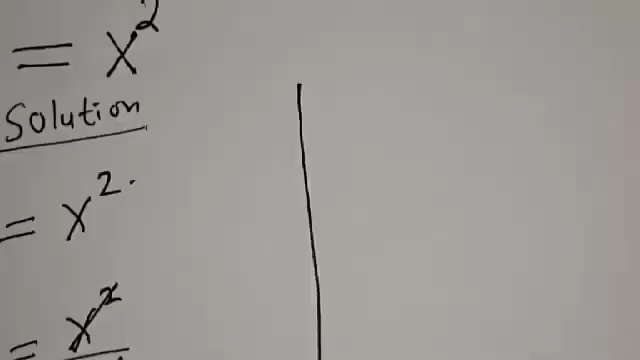 = x²
Solution
= x².
= x²